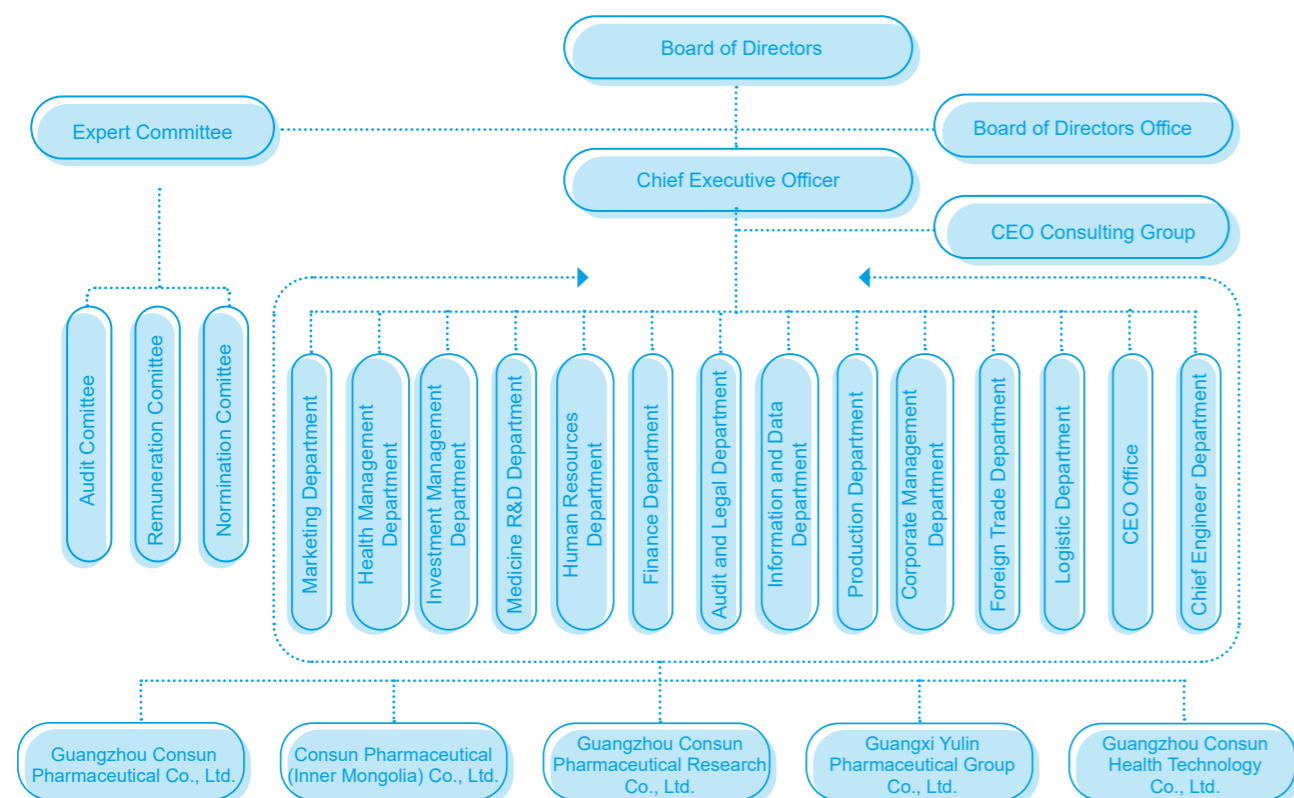 Board of Directors
Expert Committee
Board of Directors Office
Chief Executive Officer
CEO Consulting Group
Audit Comittee
Remuneration Comittee
Normination Comittee
Marketing Department
Health Management
Department
Investment Management
Department
Medicine R&D Department
Human Resources
Department
Finance Department
Audit and Legal Department
Information and Data
Department
Production Department
Corporate Management
Department
Foreign Trade Department
Logistic Department
CEO Office
Chief Engineer Department
Guangzhou Consun
Pharmaceutical Co., Ltd.
Consun Pharmaceutical
(Inner Mongolia) Co., Ltd.
Guangzhou Consun
Pharmaceutical Research
Co., Ltd.
Guangxi Yulin
Pharmaceutical Group
Co., Ltd.
Guangzhou Consun
Health Technology
Co., Ltd.